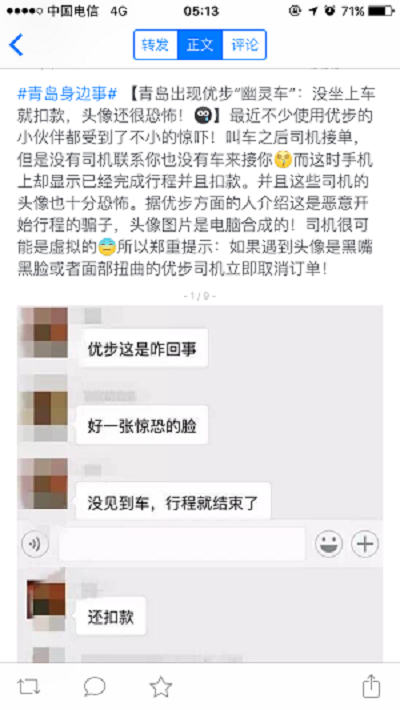 中国电信 4G 05:13 71%
转发 正文 评论
#青岛身边事# 【青岛出现优步“幽灵车”：没坐上车
就扣款，头像还很恐怖！】最近不少使用优步的
小伙伴都受到了不小的惊吓！叫车之后司机接单，
但是没有司机联系你也没有车来接你而这时手机
上却显示已经完成行程并且扣款。并且这些司机的
头像也十分恐怖。据优步方面的人介绍这是恶意开
始行程的骗子，头像图片是电脑合成的！司机很可
能是虚拟的所以郑重提示：如果遇到头像是黑嘴
黑脸或者面部扭曲的优步司机立即取消订单！
-1/9-
优步这是咋回事
好一张惊恐的脸
没见到车，行程就结束了
还扣款